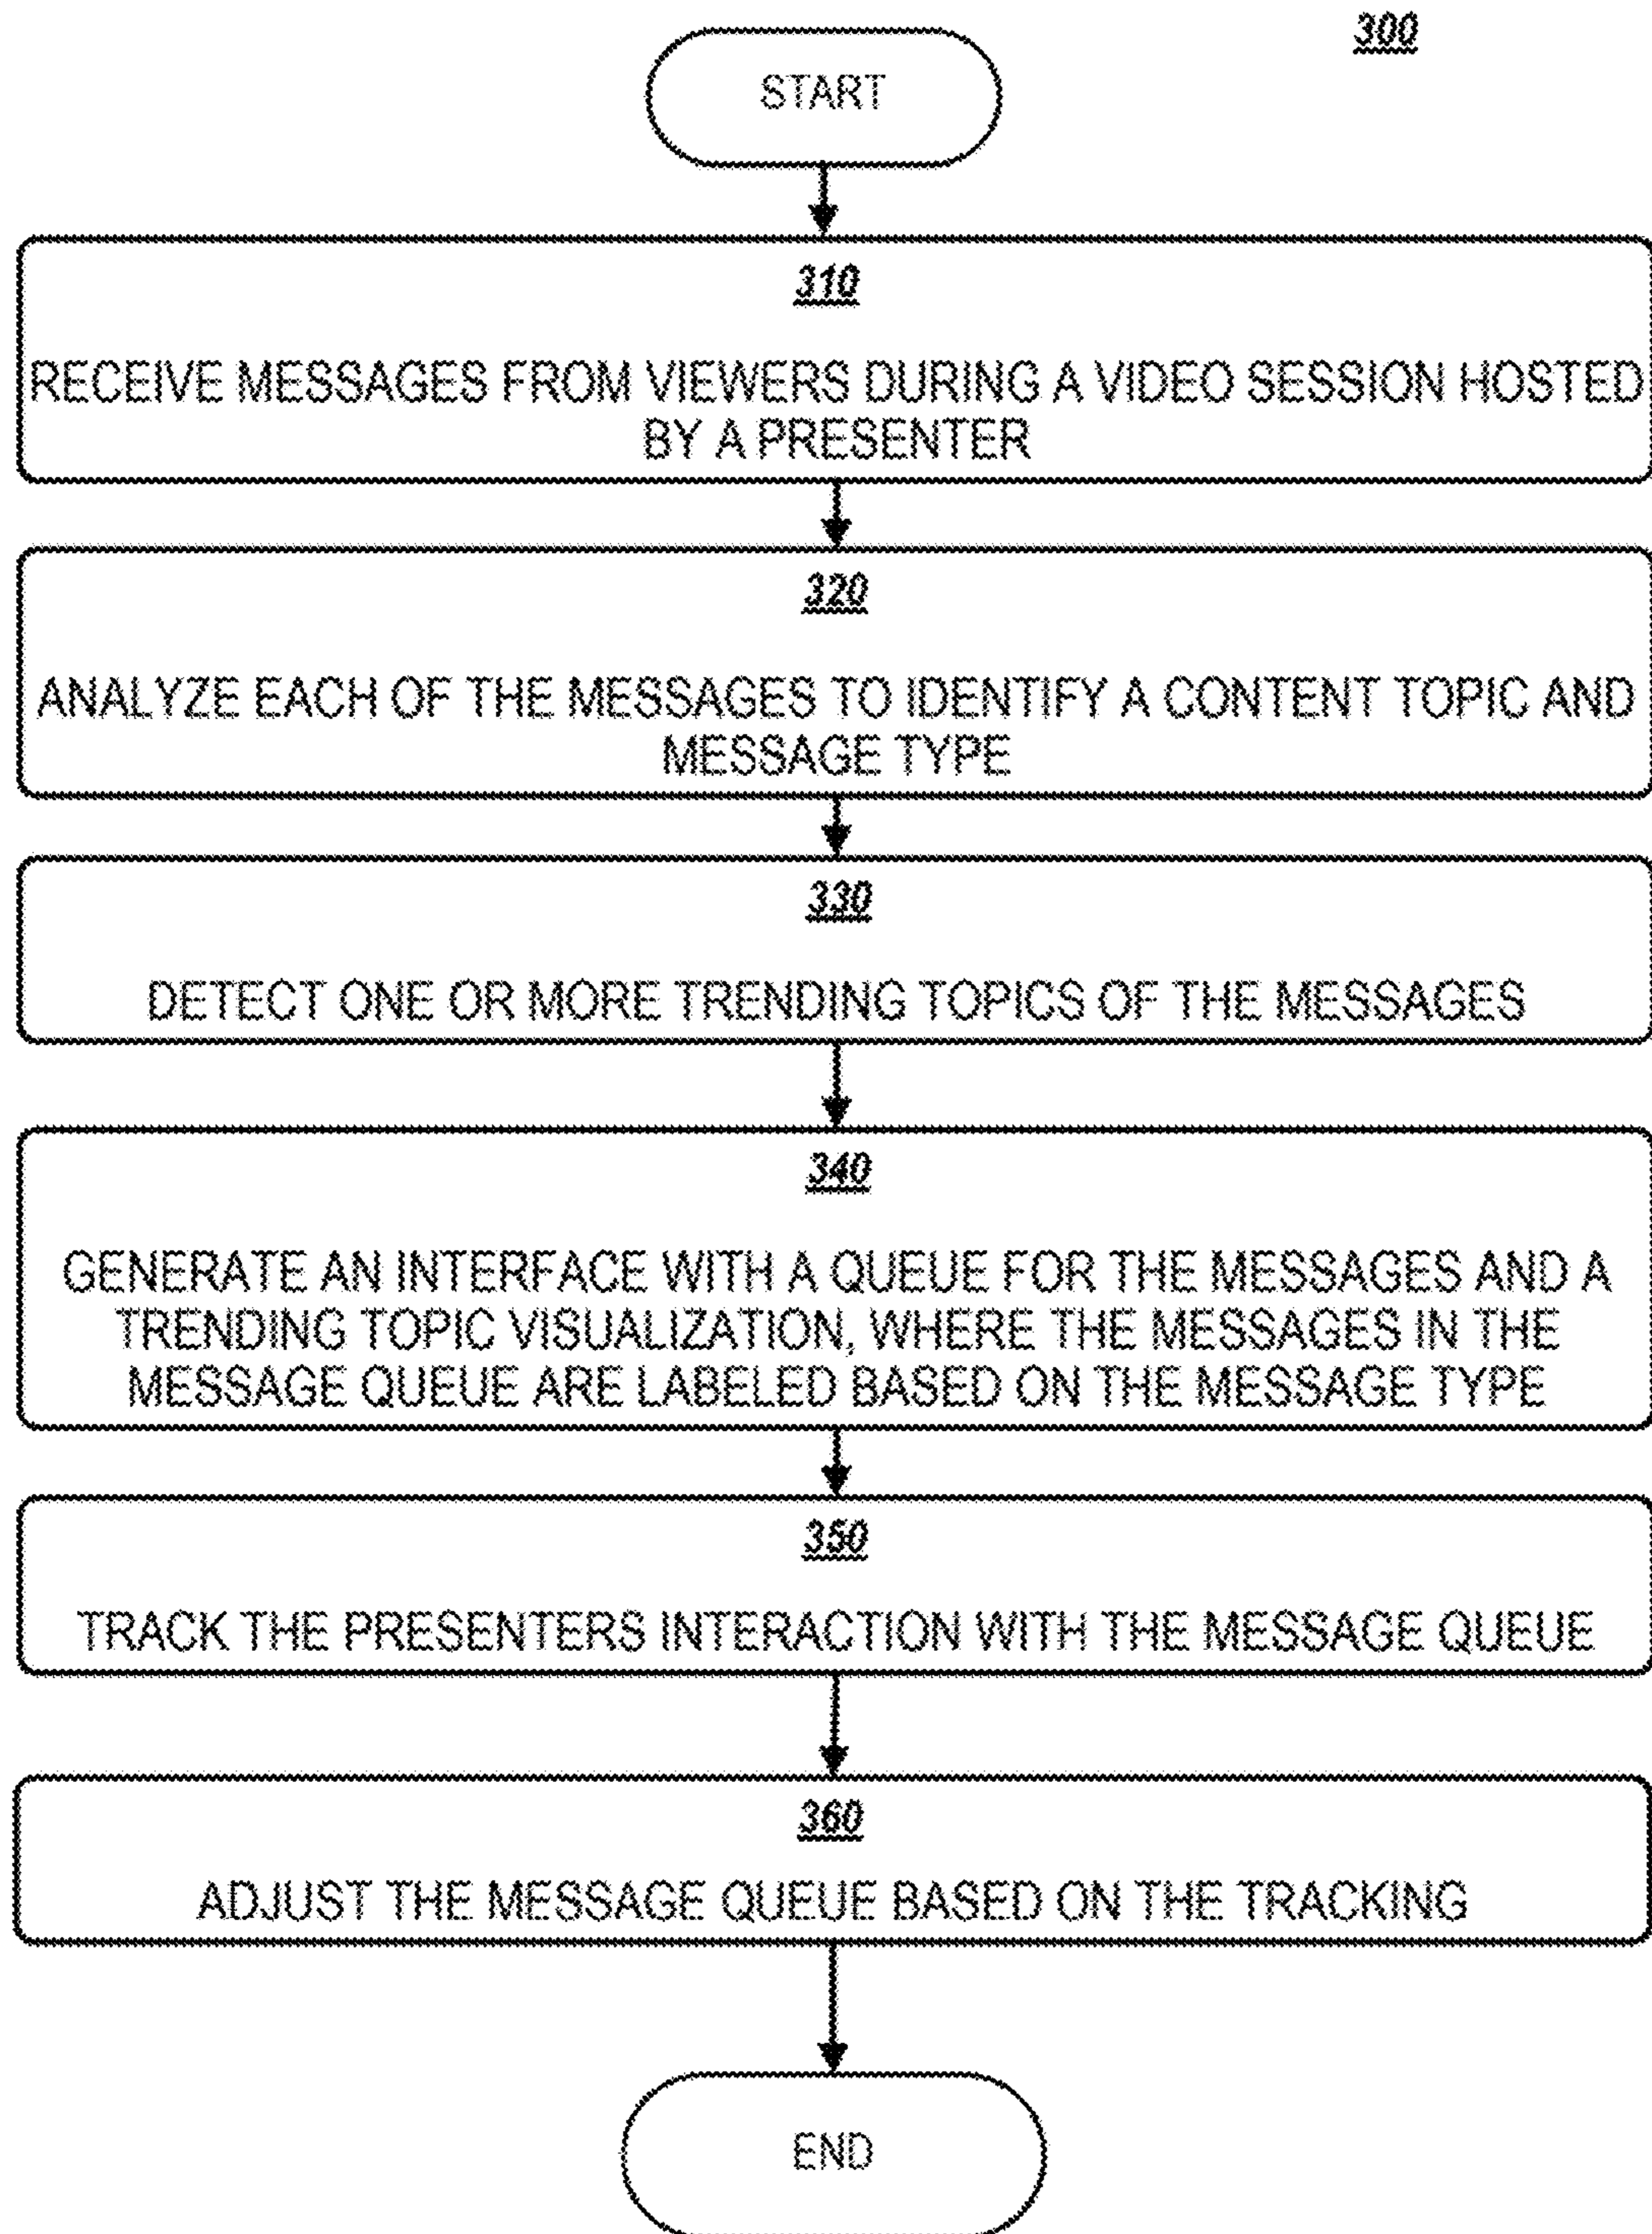 300
START
310
RECEIVE MESSAGES FROM VIEWERS DURING A VIDEO SESSION HOSTED
BY A PRESENTER
320
ANALYZE EACH OF THE MESSAGES TO IDENTIFY A CONTENT TOPIC AND
MESSAGE TYPE
330
DETECT ONE OR MORE TRENDING TOPICS OF THE MESSAGES
340
GENERATE AN INTERFACE WITH A QUEUE FOR THE MESSAGES AND A
TRENDING TOPIC VISUALIZATION, WHERE THE MESSAGES IN THE
MESSAGE QUEUE ARE LABELED BASED ON THE MESSAGE TYPE
350
TRACK THE PRESENTERS INTERACTION WITH THE MESSAGE QUEUE
360
ADJUST THE MESSAGE QUEUE BASED ON THE TRACKING
END